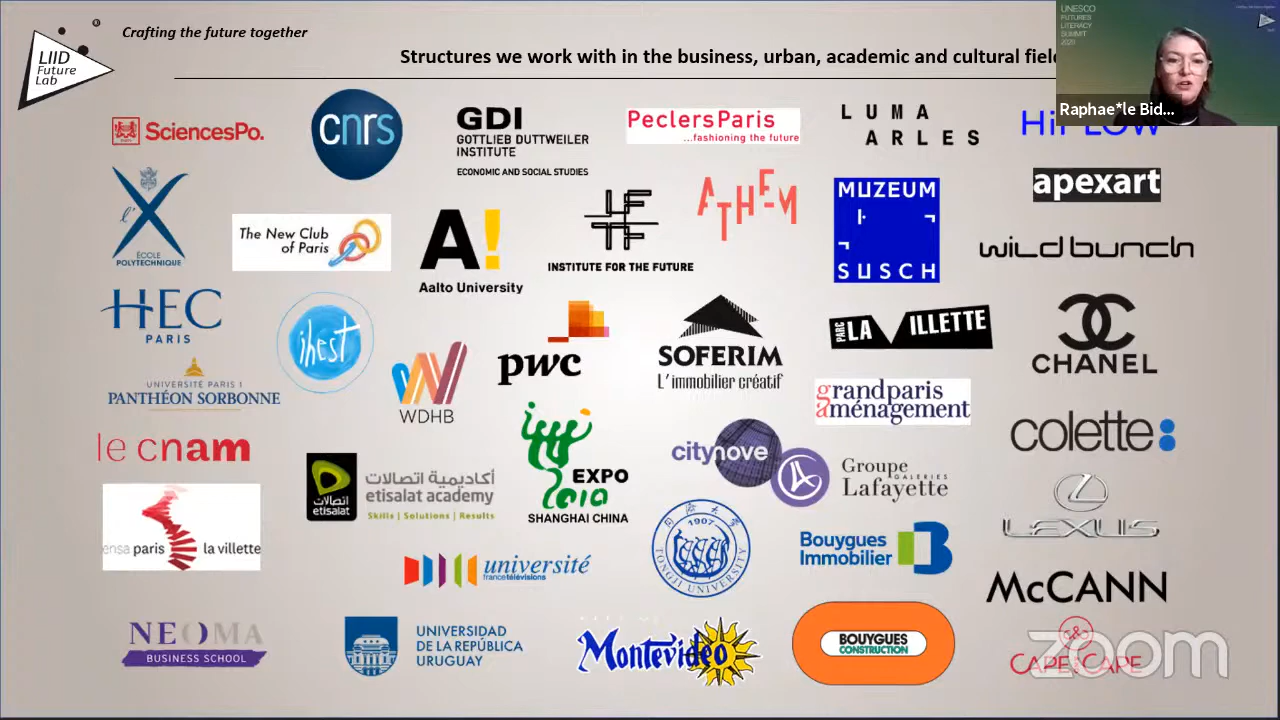 LIID
Future
Lab
®
Crafting the future together
Structures we work with in the business, urban, academic and cultural fiel
UNESCO
FUTURES
LITERACY
SUMMIT
2020
Raphae*le Bid...
SciencesPo.
cnrs
GDI
GOTTLIEB DUTTWEILER
INSTITUTE
ECONOMIC AND SOCIAL STUDIES
PeclersParis
...fashioning the future
LUMA
ARLES
HiFLOW
l'X
ÉCOLE
POLYTECHNIQUE
The New Club
of Paris
A!
Aalto University
IFTF
INSTITUTE FOR THE FUTURE
ATHEM
MUZEUM
SUSCH
apexart
wild bunch
HEC
PARIS
ihest
WDHB
pwc
SOFERIM
L'immobilier créatif
PARC
LA VILLETTE
CHANEL
UNIVERSITÉ PARIS 1
PANTHÉON SORBONNE
grandparis
aménagement
le cnam
اتصالات
etisalat
أكاديمية اتصالات
etisalat academy
Skills | Solutions | Results
EXPO
2010
SHANGHAI CHINA
citynove
Groupe
GALERIES
Lafayette
colette:
LEXUS
ensa paris la villette
université
francetélévisions
1907
TONGJI UNIVERSITY
Bouygues
Immobilier
McCANN
NEOMA
BUSINESS SCHOOL
UNIVERSIDAD
DE LA REPÚBLICA
URUGUAY
Montevideo
BOUYGUES
CONSTRUCTION
&
CAPESCAPE
zoom